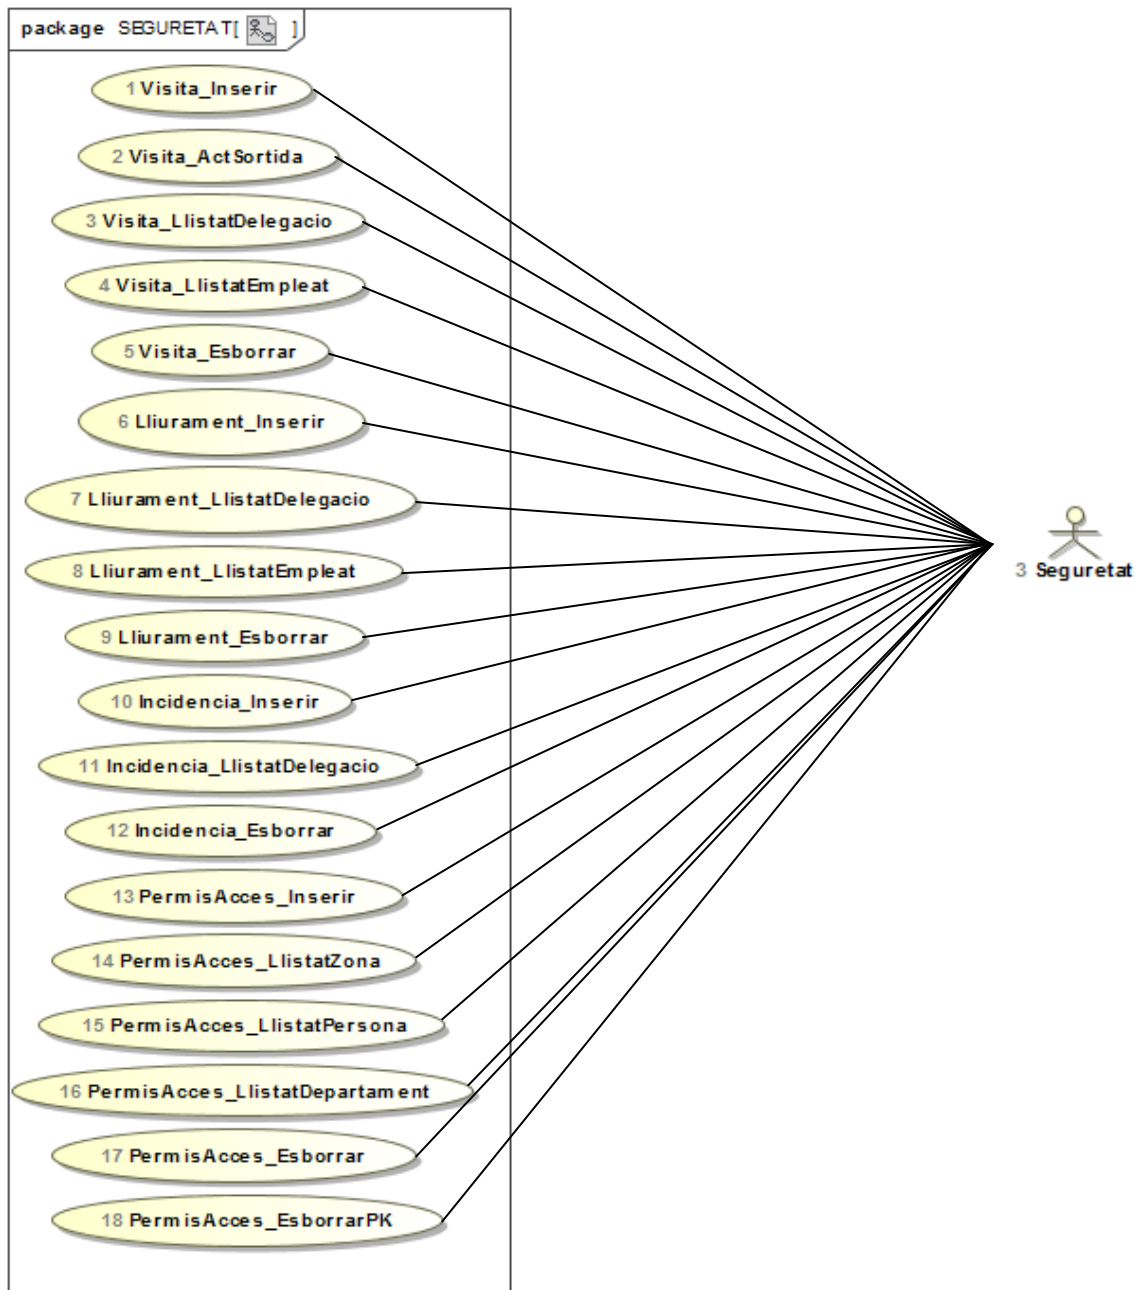 package SEGURETAT[ ]
1 Visita_Inserir
2 Visita_ActSortida
3 Visita_LlistatDelegacio
4 Visita_LlistatEmpleat
5 Visita_Esborrar
6 Lliurament_Inserir
7 Lliurament_LlistatDelegacio
8 Lliurament_LlistatEmpleat
9 Lliurament_Esborrar
10 Incidencia_Inserir
11 Incidencia_LlistatDelegacio
12 Incidencia_Esborrar
13 PermisAcces_Inserir
14 PermisAcces_LlistatZona
15 PermisAcces_LlistatPersona
16 PermisAcces_LlistatDepartament
17 PermisAcces_Esborrar
18 PermisAcces_EsborrarPK
3 Seguretat